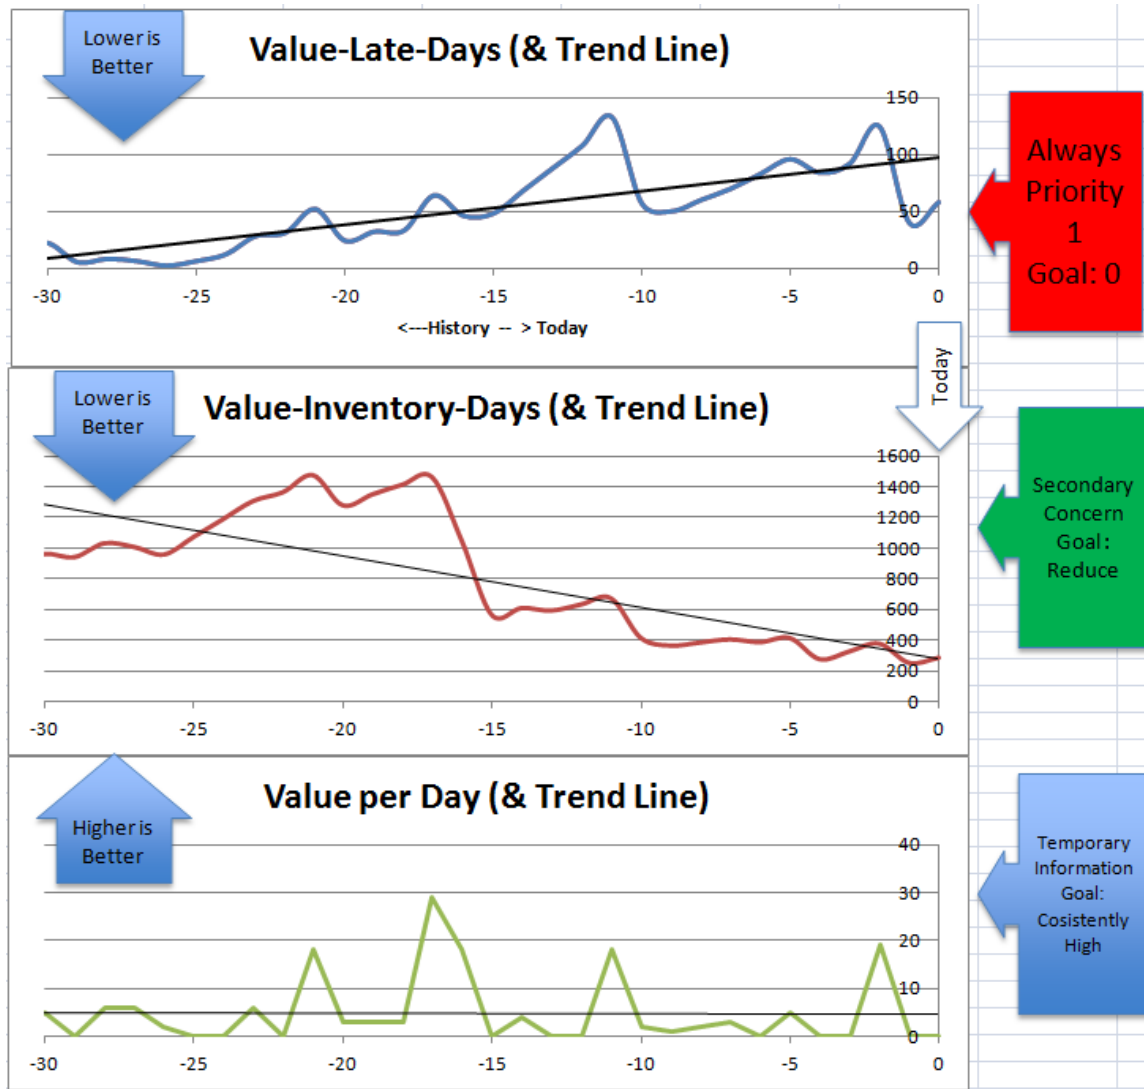 Lower is
Better
Value-Late-Days (& Trend Line)
150
100
50
0
-30
-25
-20
-15
-10
-5
0
<---History -- > Today
Always
Priority
1
Goal: 0
Today
Lower is
Better
Value-Inventory-Days (& Trend Line)
1600
1400
1200
1000
800
600
400
200
0
-30
-25
-20
-15
-10
-5
0
Secondary
Concern
Goal:
Reduce
Higher is
Better
Value per Day (& Trend Line)
40
30
20
10
0
-30
-25
-20
-15
-10
-5
0
Temporary
Information
Goal:
Cosistently
High